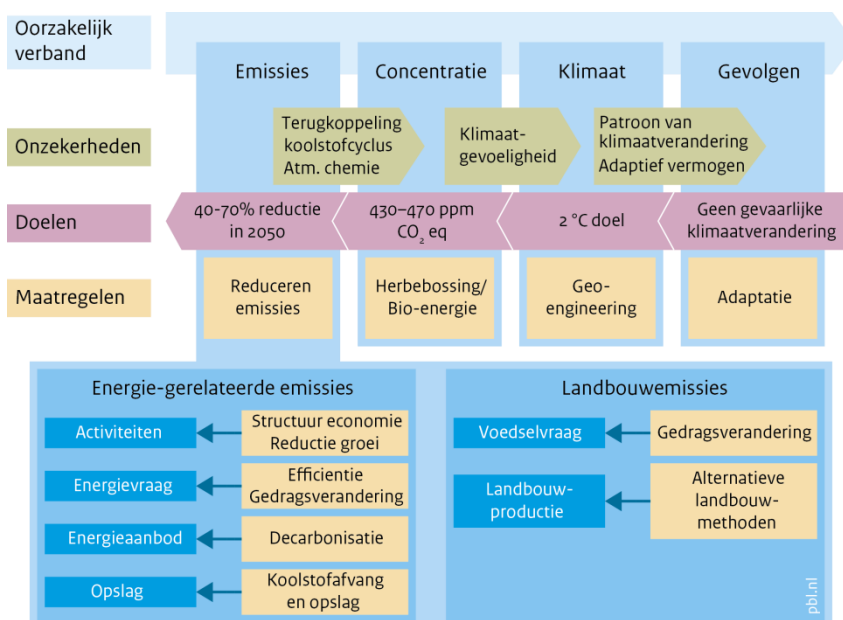 Oorzakelijk
verband
Emissies
Concentratie
Klimaat
Gevolgen
Onzekerheden
Terugkoppeling
koolstofcyclus
Atm. chemie
Klimaat-
gevoeligheid
Patroon van
klimaatverandering
Adaptief vermogen
Doelen
40-70% reductie
in 2050
430–470 ppm
CO₂ eq
2 °C doel
Geen gevaarlijke
klimaatverandering
Maatregelen
Reduceren
emissies
Herbebossing/
Bio-energie
Geo-
engineering
Adaptatie
Energie-gerelateerde emissies
Activiteiten
Structuur economie
Reductie groei
Energievraag
Efficientie
Gedragsverandering
Energieaanbod
Decarbonisatie
Opslag
Koolstofafvang
en opslag
Landbouwemissies
Voedselvraag
Gedragsverandering
Landbouw-
productie
Alternatieve
landbouw-
methoden
pbl.nl